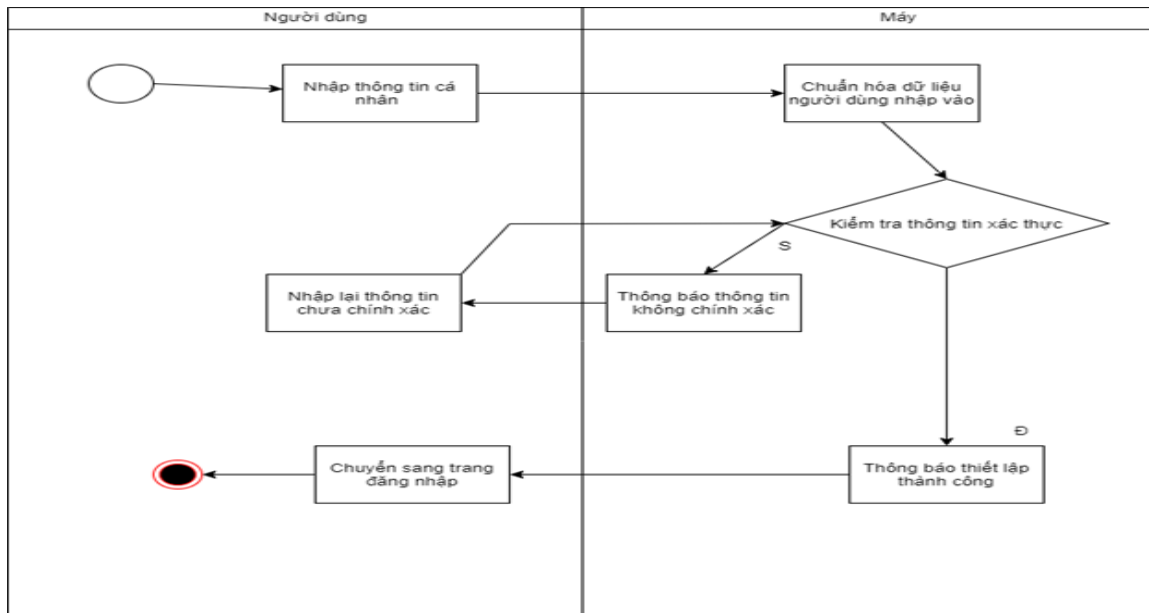 Người dùng
Máy
Nhập thông tin cá
nhân
Chuẩn hóa dữ liệu
người dùng nhập vào
Kiểm tra thông tin xác thực
S
Nhập lại thông tin
chưa chính xác
Thông báo thông tin
không chính xác
Đ
Chuyển sang trang
đăng nhập
Thông báo thiết lập
thành công